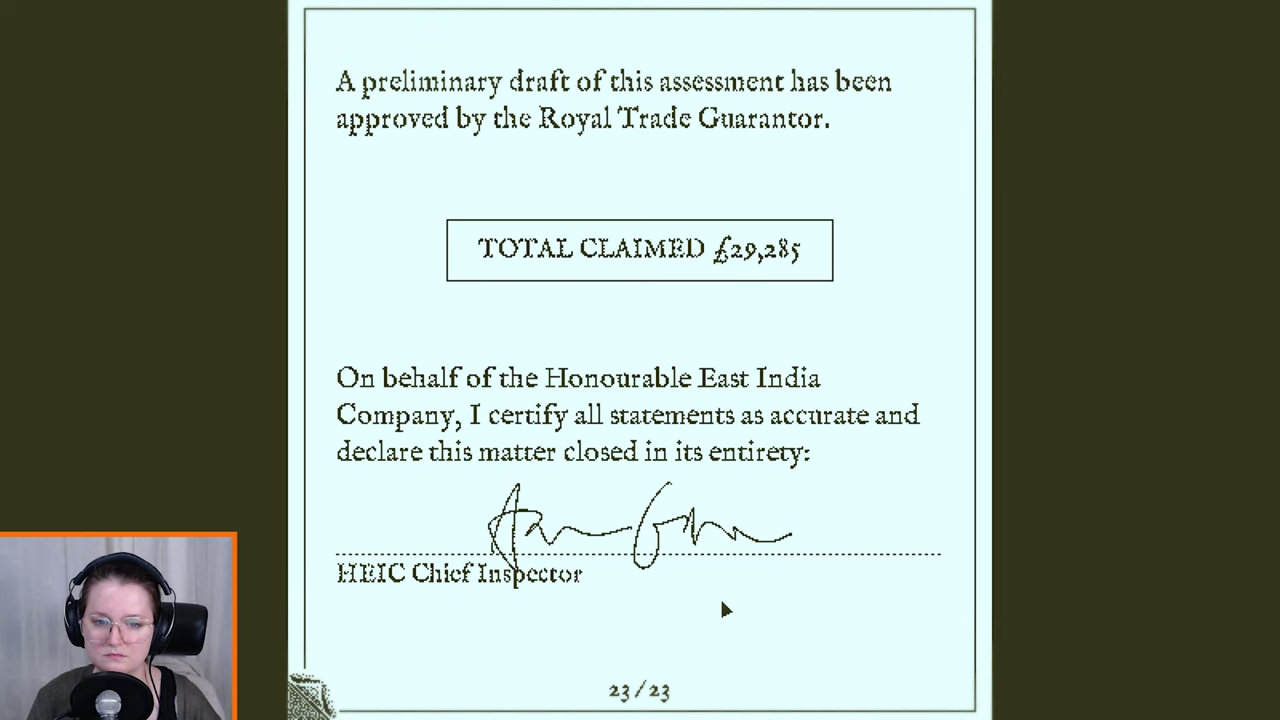 A preliminary draft of this assessment has been
approved by the Royal Trade Guarantor.
TOTAL CLAIMED £29,285
On behalf of the Honourable East India
Company, I certify all statements as accurate and
declare this matter closed in its entirety:
HEIC Chief Inspector
23/23